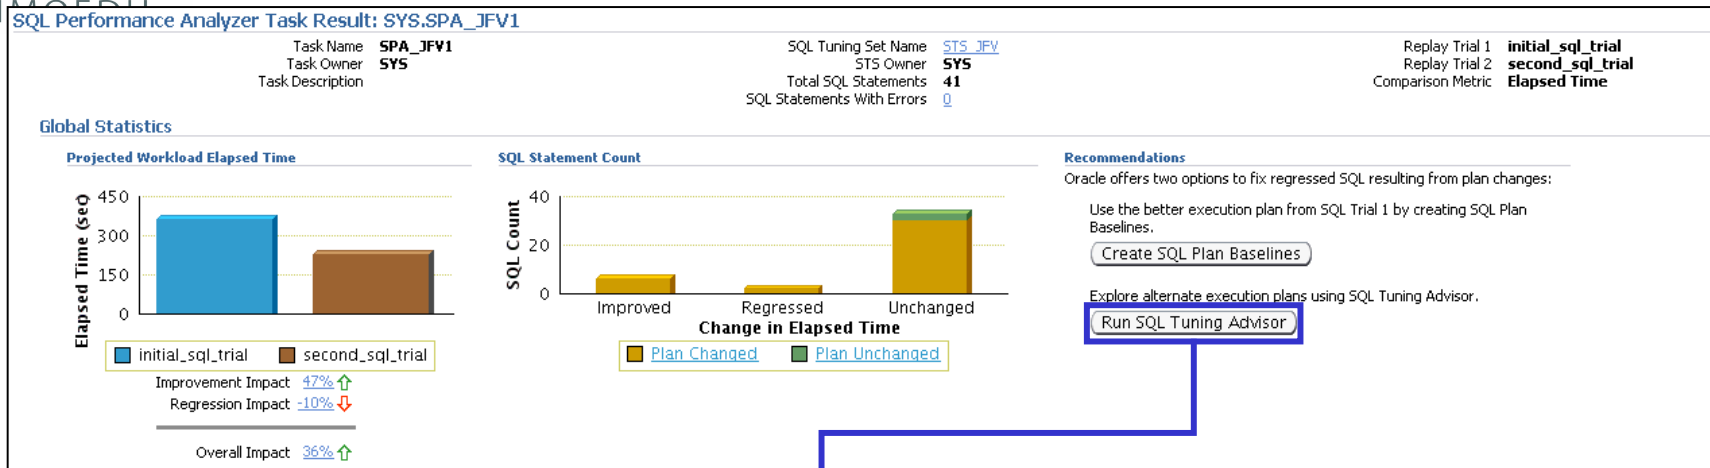 SQL Performance Analyzer Task Result: SYS.SPA_JFV1
Task Name SPA_JFV1
Task Owner SYS
Task Description
SQL Tuning Set Name STS_JFV
STS Owner SYS
Total SQL Statements 41
SQL Statements With Errors 0
Replay Trial 1 initial_sql_trial
Replay Trial 2 second_sql_trial
Comparison Metric Elapsed Time
Global Statistics
Projected Workload Elapsed Time
Elapsed Time (sec)
450
300
150
0
initial_sql_trial second_sql_trial
Improvement Impact 47%
Regression Impact -10%
Overall Impact 36%
SQL Statement Count
SQL Count
40
20
0
Improved Regressed Unchanged
Change in Elapsed Time
Plan Changed Plan Unchanged
Recommendations
Oracle offers two options to fix regressed SQL resulting from plan changes:
Use the better execution plan from SQL Trial 1 by creating SQL Plan
Baselines.
Create SQL Plan Baselines
Explore alternate execution plans using SQL Tuning Advisor.
Run SQL Tuning Advisor